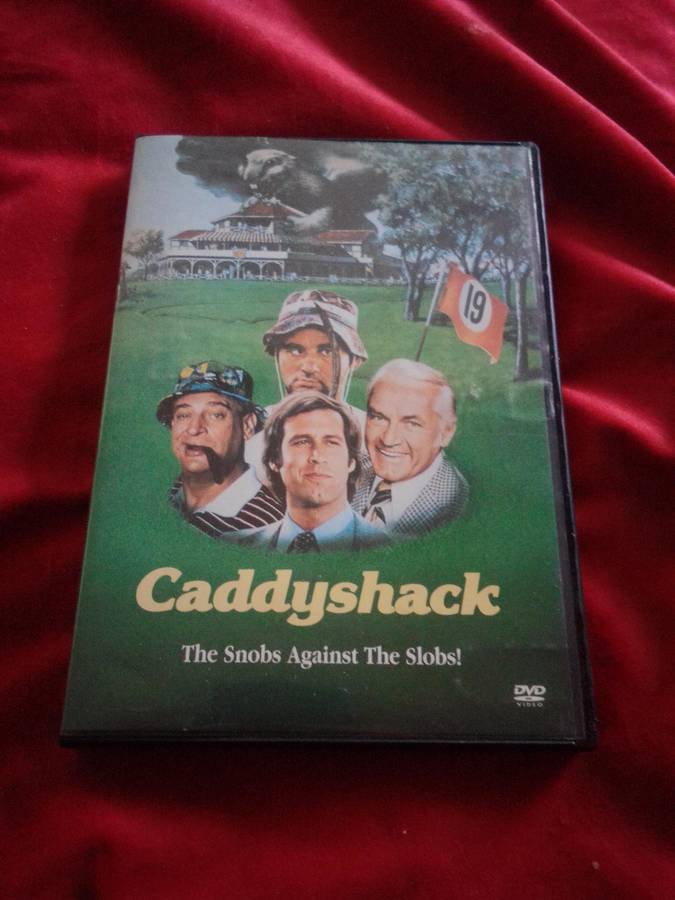 19
Caddyshack
The Snobs Against The Slobs!
DVD
VIDEO